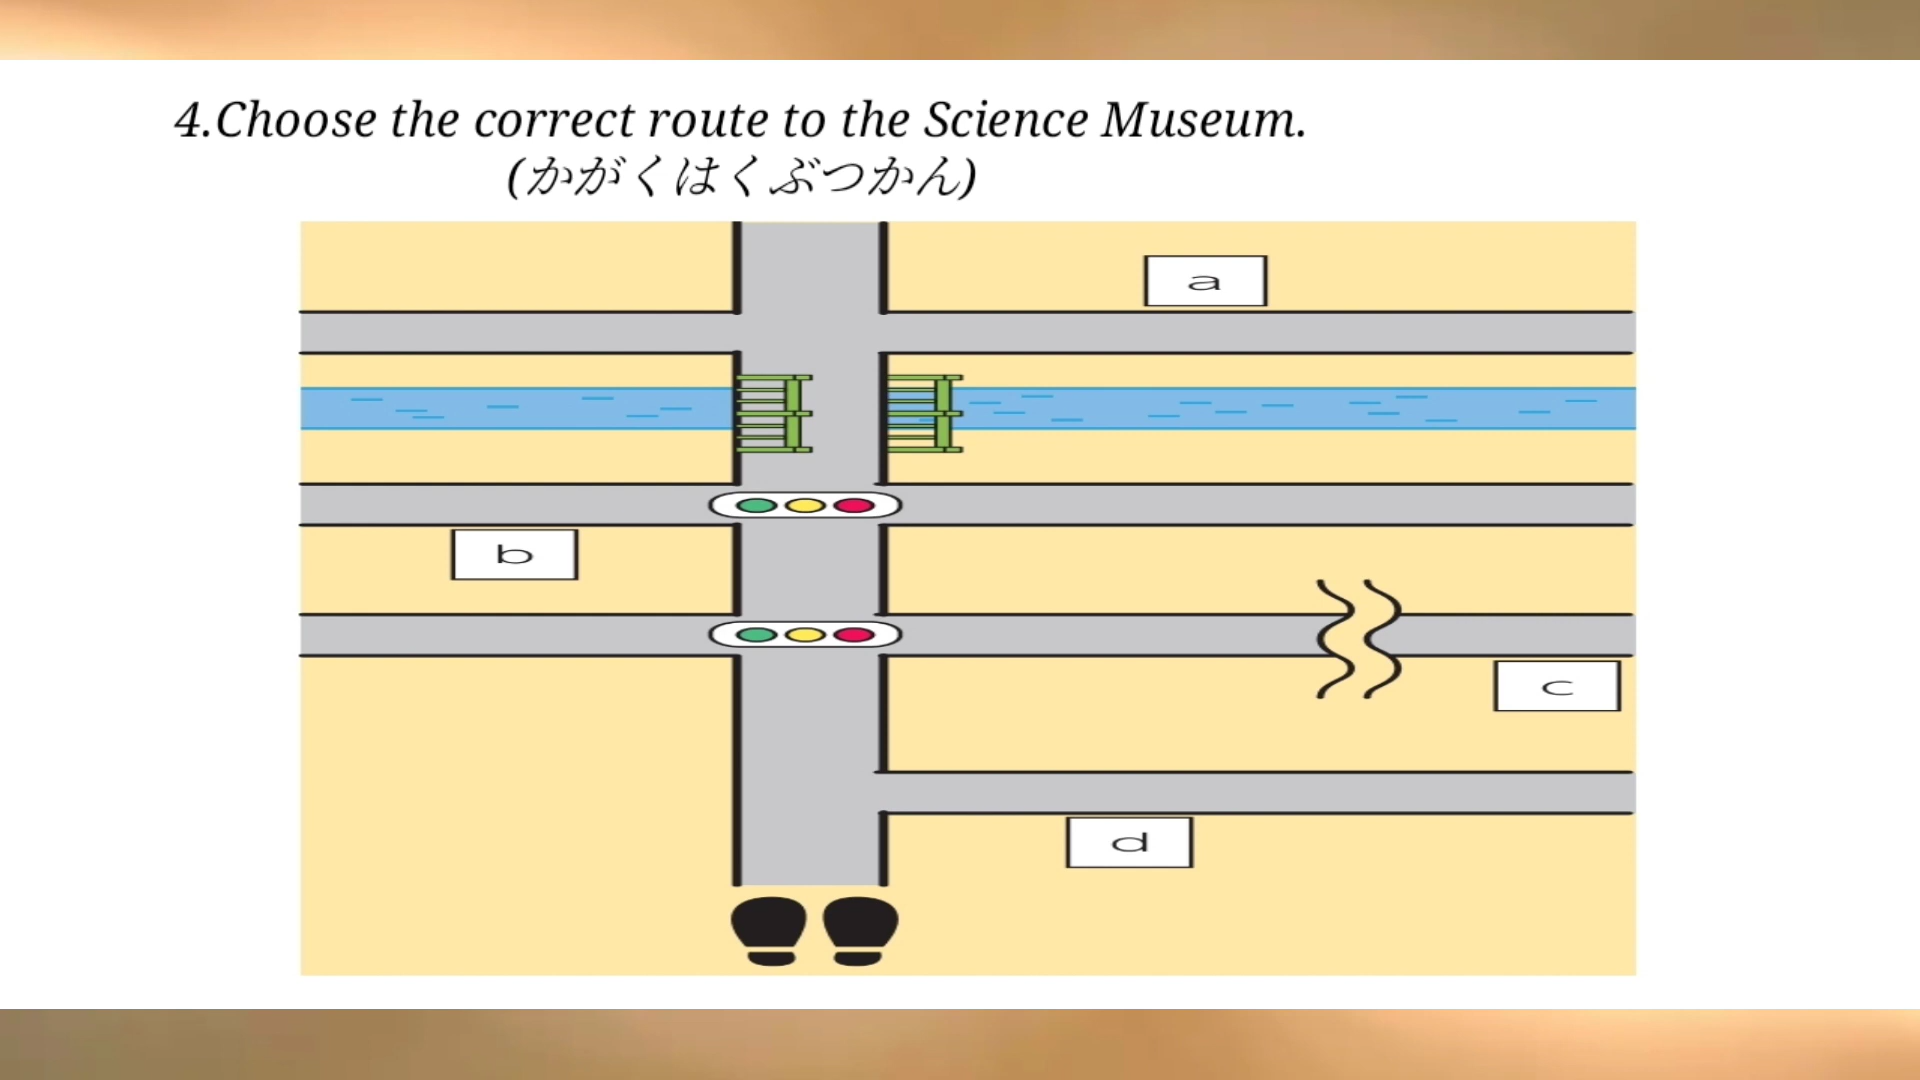 4.Choose the correct route to the Science Museum.
(かがくはくぶつかん)
a
b
c
d